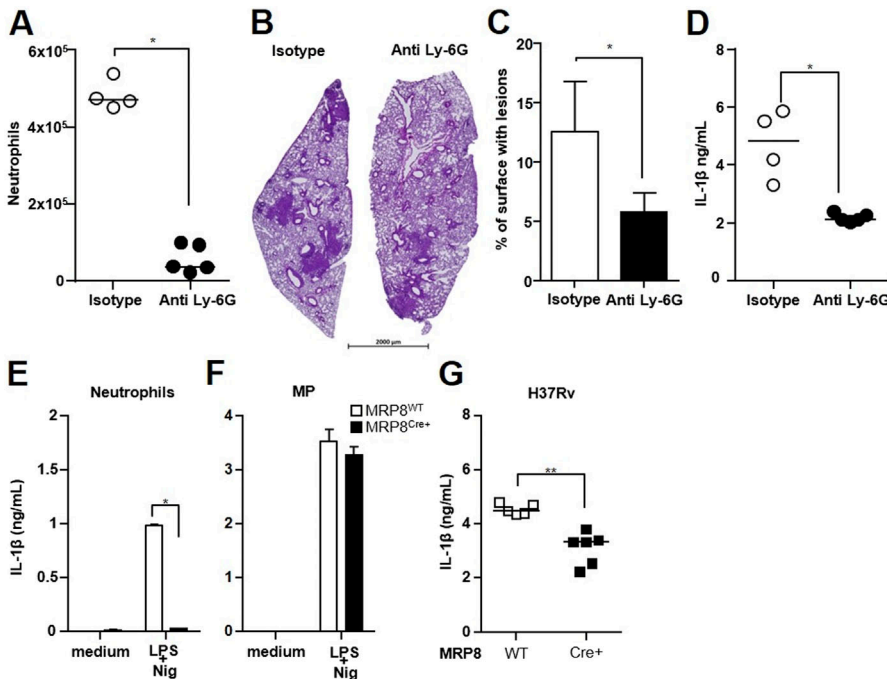 A
Neutrophils
6x10⁵
4x10⁵
2x10⁵
0
*
Isotype
Anti Ly-6G
B
Isotype
Anti Ly-6G
2000 µm
C
% of surface with lesions
20
15
10
5
0
*
Isotype
Anti Ly-6G
D
IL-1β ng/mL
6
4
2
0
*
Isotype
Anti Ly-6G
E
Neutrophils
IL-1β (ng/mL)
2
1.5
1
0.5
0
*
medium
LPS
+
Nig
F
MP
4
3
2
1
0
MRP8ᵂᵀ
MRP8ᶜʳᵉ⁺
medium
LPS
+
Nig
G
H37Rv
IL-1β (ng/mL)
8
6
4
2
0
**
MRP8
WT
Cre+